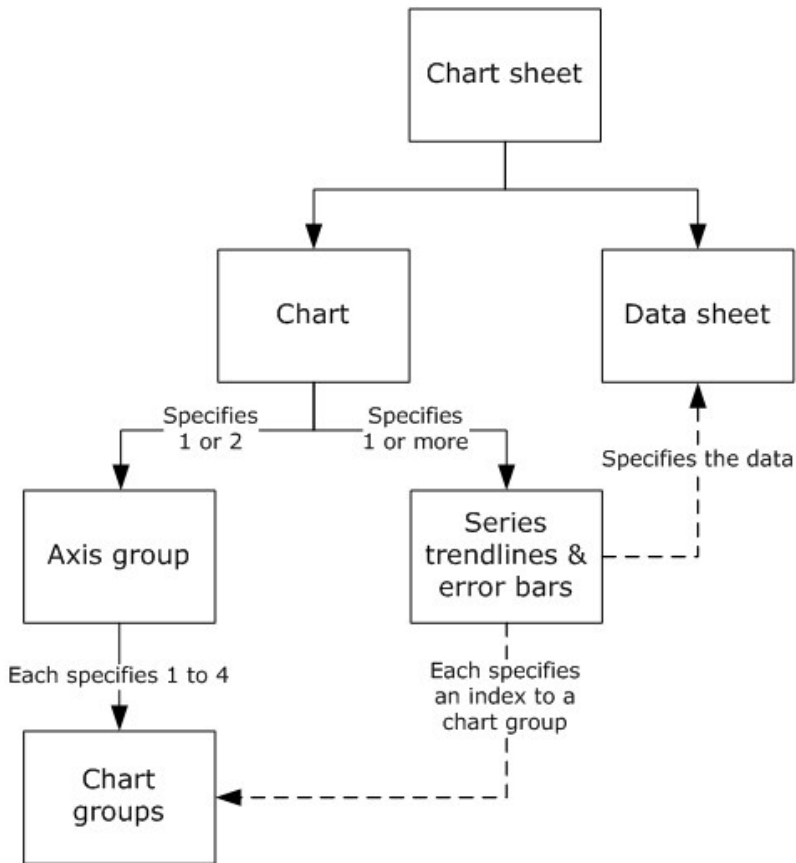 Chart sheet
Chart
Data sheet
Specifies
1 or 2
Specifies
1 or more
Specifies the data
Axis group
Series
trendlines &
error bars
Each specifies 1 to 4
Each specifies
an index to a
chart group
Chart
groups